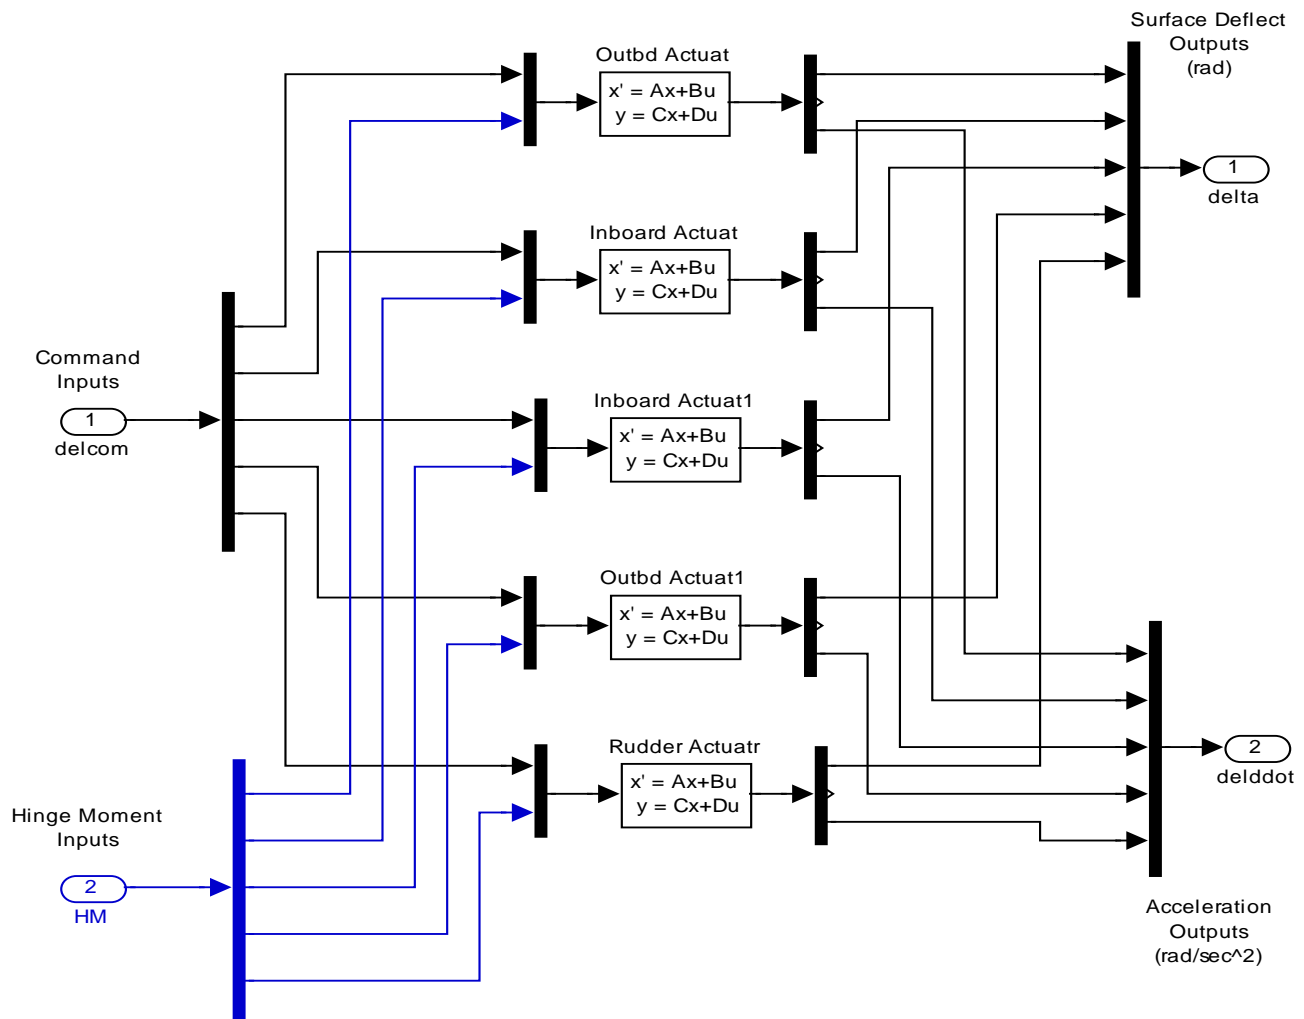 Surface Deflect
Outputs
(rad)
Outbd Actuat
x' = Ax+Bu
y = Cx+Du
1
delta
Inboard Actuat
x' = Ax+Bu
y = Cx+Du
Command
Inputs
1
delcom
Inboard Actuat1
x' = Ax+Bu
y = Cx+Du
Outbd Actuat1
x' = Ax+Bu
y = Cx+Du
Rudder Actuatr
x' = Ax+Bu
y = Cx+Du
2
delddot
Hinge Moment
Inputs
2
HM
Acceleration
Outputs
(rad/sec^2)